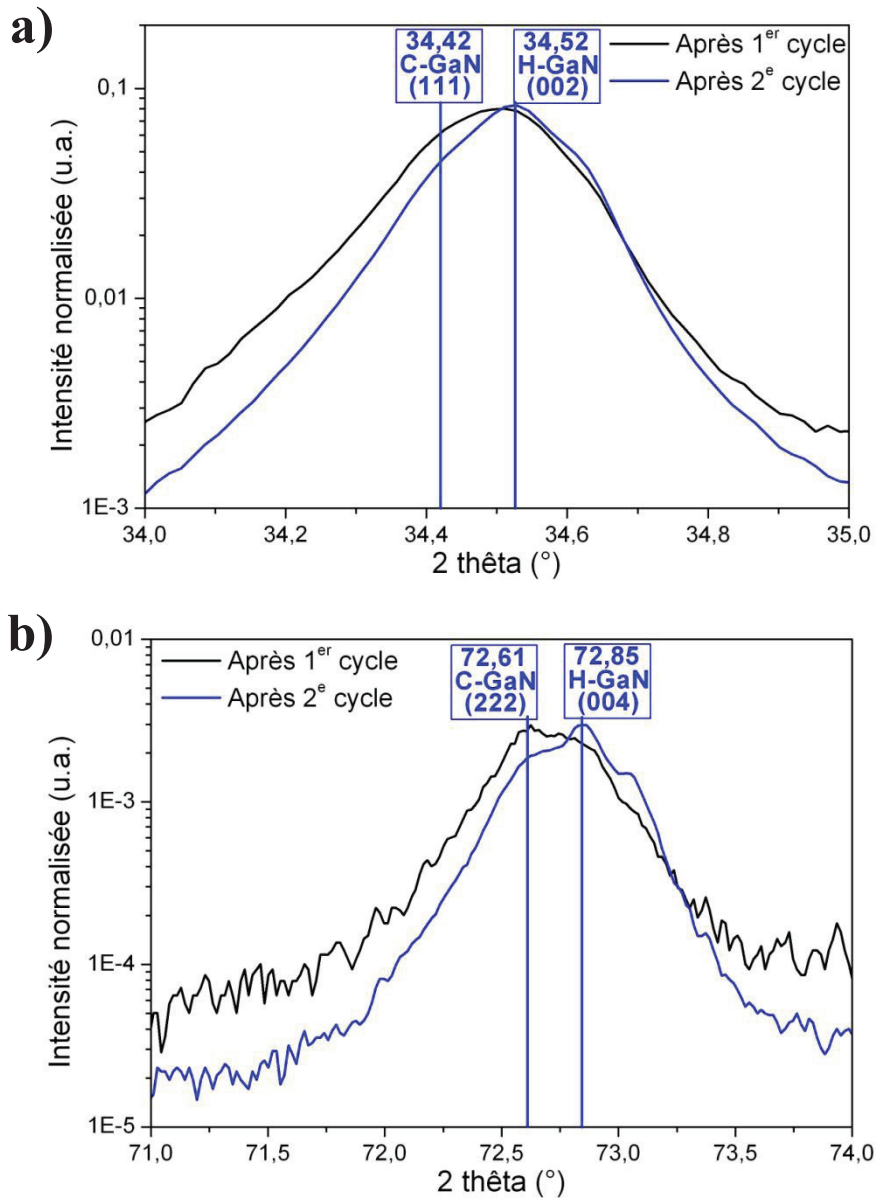 a)
34,42
C-GaN
(111)
34,52
H-GaN
(002)
Après 1er cycle
Après 2e cycle
0,1
0,01
1E-3
Intensité normalisée (u.a.)
34,0 34,2 34,4 34,6 34,8 35,0
2 thêta (°)
b)
Après 1er cycle
Après 2e cycle
72,61
C-GaN
(222)
72,85
H-GaN
(004)
0,01
1E-3
1E-4
1E-5
Intensité normalisée (u.a.)
71,0 71,5 72,0 72,5 73,0 73,5 74,0
2 thêta (°)